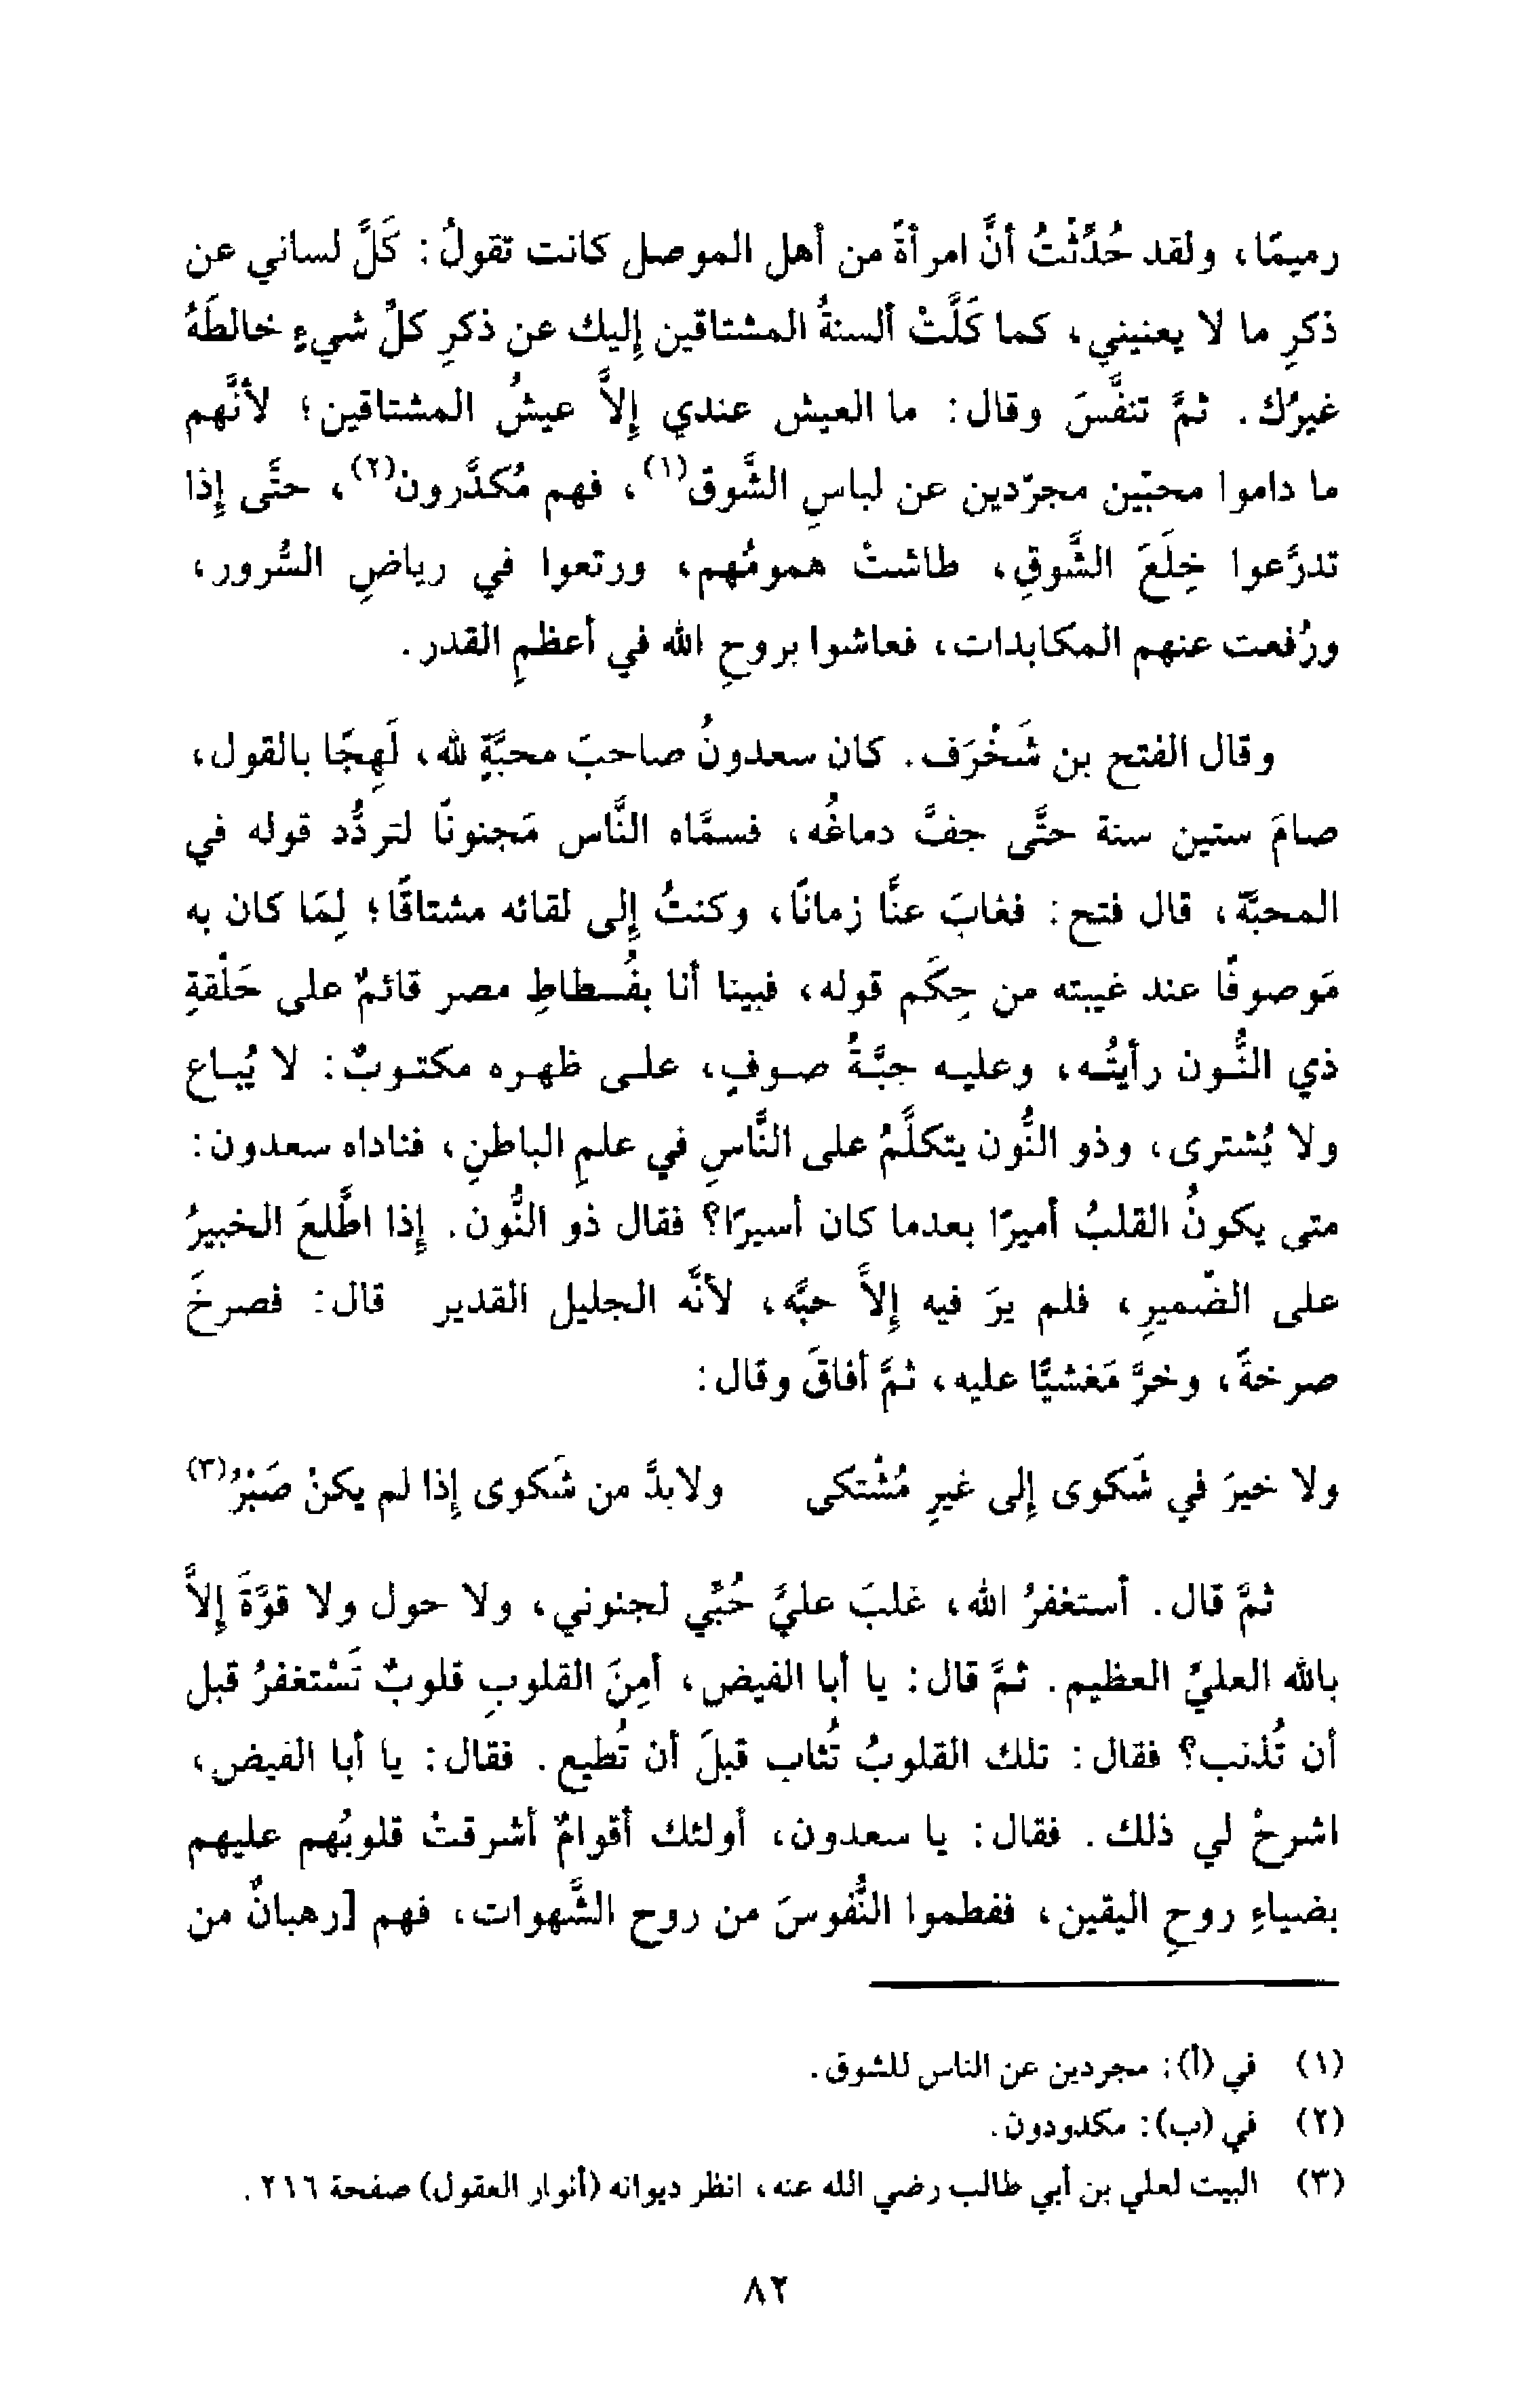 رميمًا، ولقد حُدِّثْتُ أنَّ امرأةً من أهل الموصل كانت تقولُ: كَلَّ لساني عن
ذكرِ ما لا يعنيني، كما كَلَّتْ ألسنةُ المشتاقين إليك عن ذكرِ كلِّ شيءٍ خالطَهُ
غيرُك. ثمَّ تنفَّسَ وقال: ما العيش عندي إلاَّ عيشُ المشتاقين؛ لأنَّهم
ما داموا محبّين مجرّدين عن لباسِ الشَّوق(١)، فهم مُكدَّرون(٢)، حتَّى إذا
تدرَّعوا خِلَعَ الشَّوقِ، طاشتْ همومُهم، ورتعوا في رياضِ السُّرور،
ورُفعت عنهم المكابدات، فعاشوا بروحِ الله في أعظمِ القدر.
وقال الفتح بن شَخْرَف. كان سعدونُ صاحبَ محبَّةٍ لله، لَهِجًا بالقول،
صامَ ستين سنة حتَّى جفَّ دماغُه، فسمَّاه النَّاس مَجنونًا لتردُّد قوله في
المحبَّة، قال فتح: فغابَ عنَّا زمانًا، وكنتُ إلى لقائه مشتاقًا؛ لِمَا كان به
مَوصوفًا عند غيبته من حِكَم قوله، فبينا أنا بفُسطاطِ مصر قائمٌ على حَلْقةِ
ذي النُّون رأيتُه، وعليه جبَّةُ صوفٍ، على ظهره مكتوبٌ: لا يُباع
ولا يُشترى، وذو النُّون يتكلَّمُ على النَّاسِ في علمِ الباطنِ، فناداه سعدون:
متى يكونُ القلبُ أميرًا بعدما كان أسيرًا؟ فقال ذو النُّون. إذا اطَّلعَ الخبيرُ
على الضّميرِ، فلم يرَ فيه إلاَّ حبَّه، لأنَّه الجليل القدير قال: فصرخَ
صرخةً، وخرَّ مَغشيًّا عليه، ثمَّ أفاقَ وقال:
ولا خيرَ في شَكوى إلى غيرِ مُشْتكى ولابدَّ من شَكوى إذا لم يكنْ صَبْرُ(٣)
ثمَّ قال. أستغفرُ الله، غلبَ عليَّ حُبِّي لجنوني، ولا حول ولا قوَّةَ إلاَّ
بالله العليِّ العظيم. ثمَّ قال: يا أبا الفيض، أمِنَ القلوبِ قلوبٌ تَسْتغفرُ قبل
أن تُذنب؟ فقال: تلك القلوبُ تُثاب قبلَ أن تُطيع. فقال: يا أبا الفيض،
اشرحْ لي ذلك. فقال: يا سعدون، أولئك أقوامٌ أشرقتْ قلوبُهم عليهم
بضياءِ روحِ اليقين، ففطموا النُّفوسَ من روح الشَّهوات، فهم [رهبانٌ من
(١) في (أ): مجردين عن الناس للشوق.
(٢) في (ب): مكدودون.
(٣) البيت لعلي بن أبي طالب رضي الله عنه، انظر ديوانه (أنوار العقول) صفحة ٢١٦.
٨٢